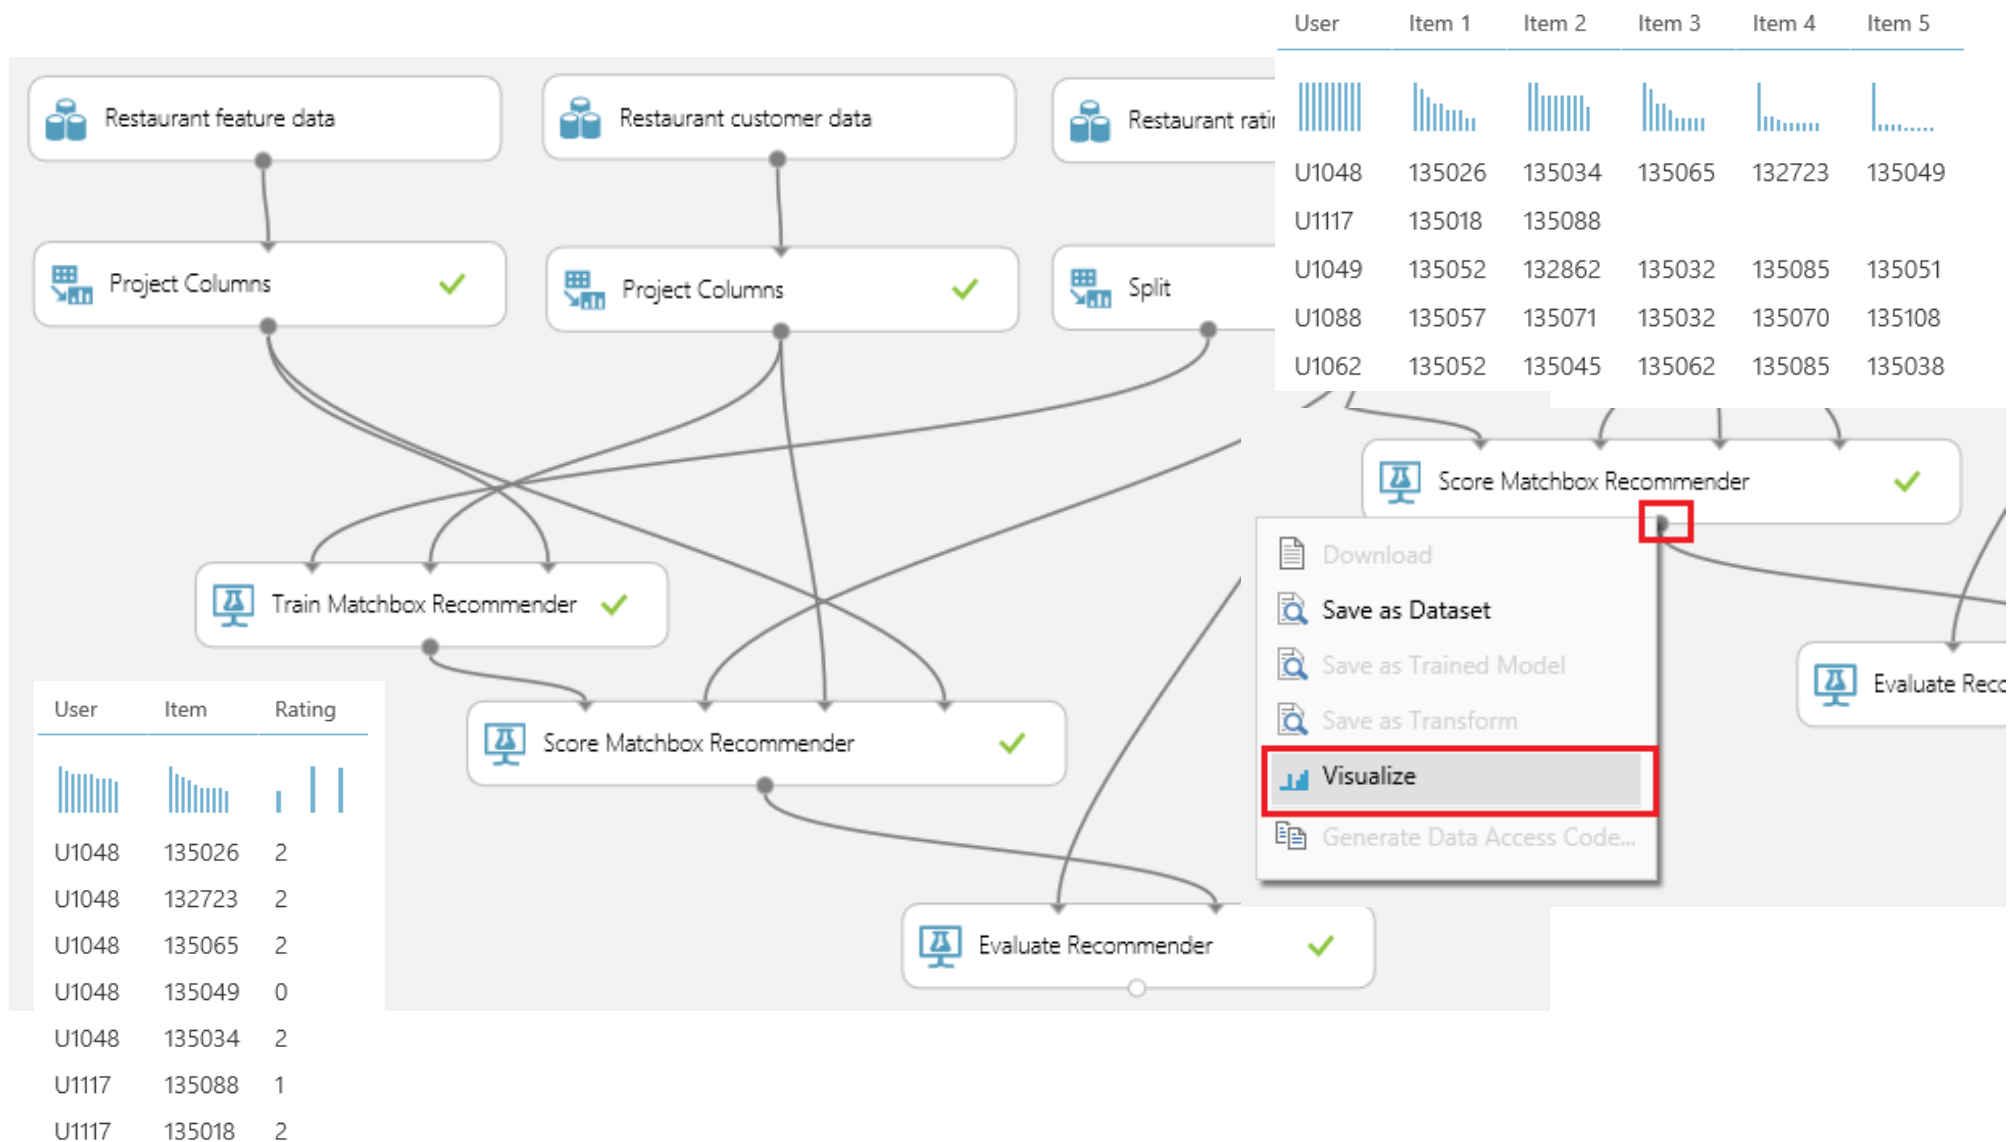 User Item 1 Item 2 Item 3 Item 4 Item 5
U1048 135026 135034 135065 132723 135049
U1117 135018 135088
U1049 135052 132862 135032 135085 135051
U1088 135057 135071 135032 135070 135108
U1062 135052 135045 135062 135085 135038
Restaurant feature data
Restaurant customer data
Restaurant
Project Columns
Project Columns
Split
Train Matchbox Recommender
Score Matchbox Recommender
Evaluate Recommender
Score Matchbox Recommender
Download
Save as Dataset
Save as Trained Model
Save as Transform
Visualize
Generate Data Access Code...
Evaluate
User Item Rating
U1048 135026 2
U1048 132723 2
U1048 135065 2
U1048 135049 0
U1048 135034 2
U1117 135088 1
U1117 135018 2